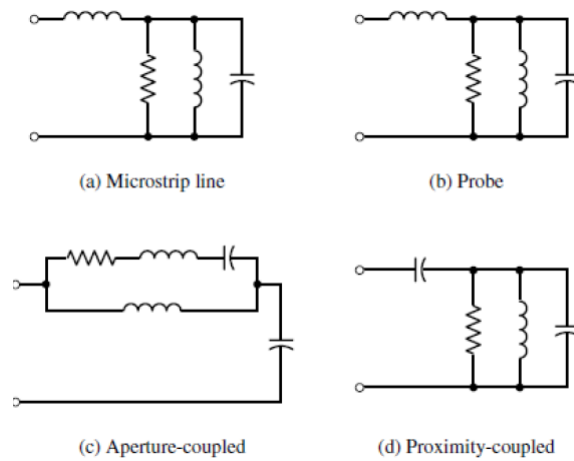 (a) Microstrip line
(b) Probe
(c) Aperture-coupled
(d) Proximity-coupled